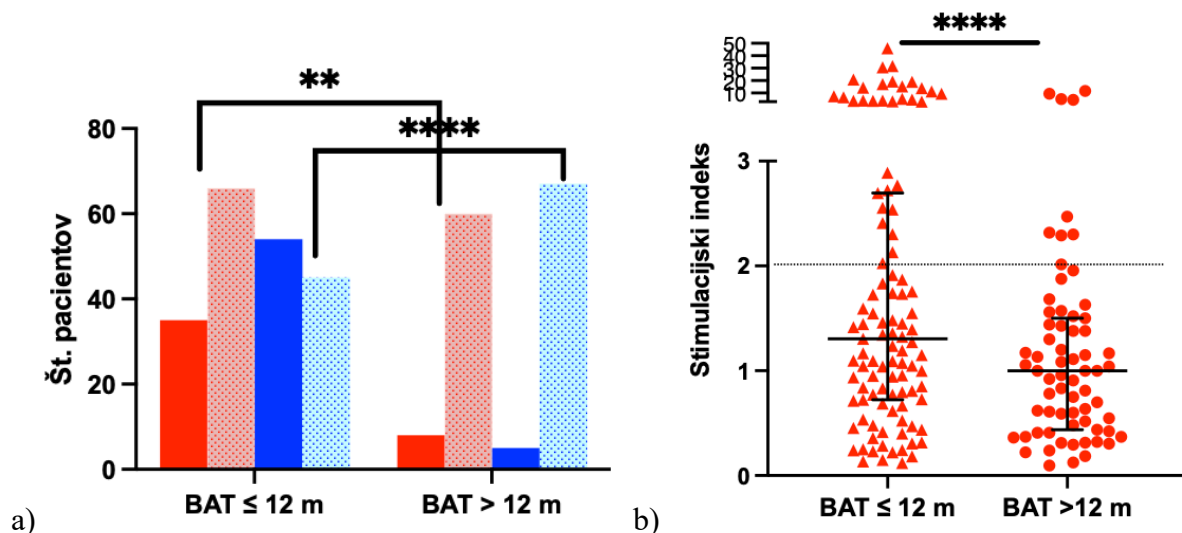 **
****
80
60
40
20
0
Št. pacientov
BAT ≤ 12 m
BAT > 12 m
a)
****
50
40
30
20
10
3
2
1
0
Stimulacijski indeks
BAT ≤ 12 m
BAT >12 m
b)